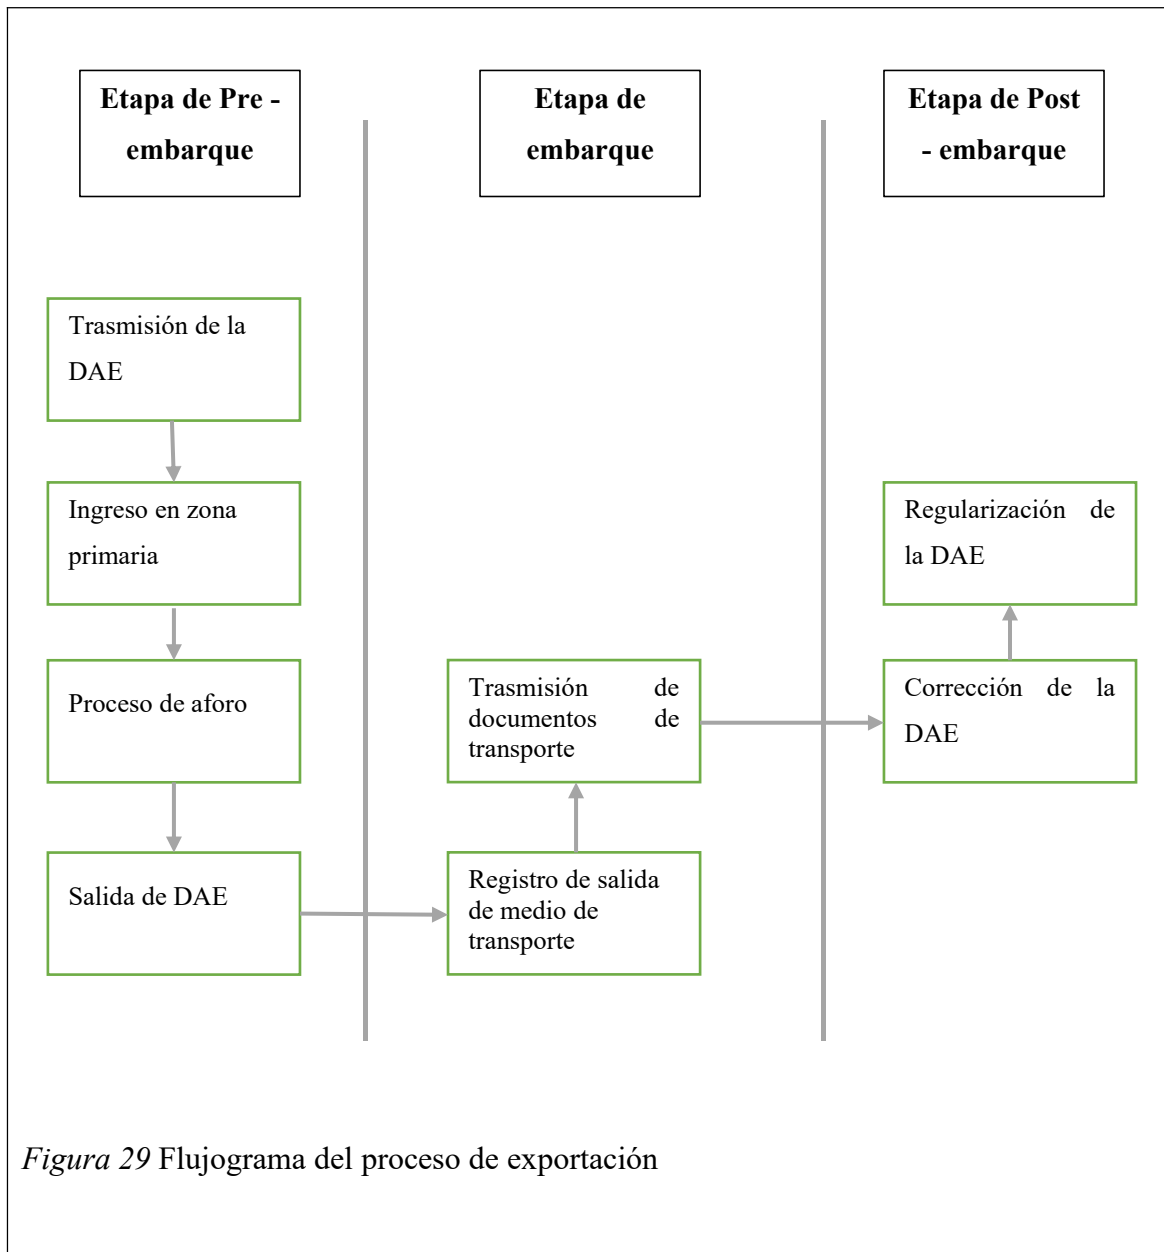 Etapa de Pre -
embarque
Etapa de
embarque
Etapa de Post
- embarque
Trasmisión de la
DAE
Ingreso en zona
primaria
Proceso de aforo
Salida de DAE
Registro de salida
de medio de
transporte
Trasmisión de
documentos de
transporte
Corrección de la
DAE
Regularización de
la DAE
Figura 29 Flujograma del proceso de exportación